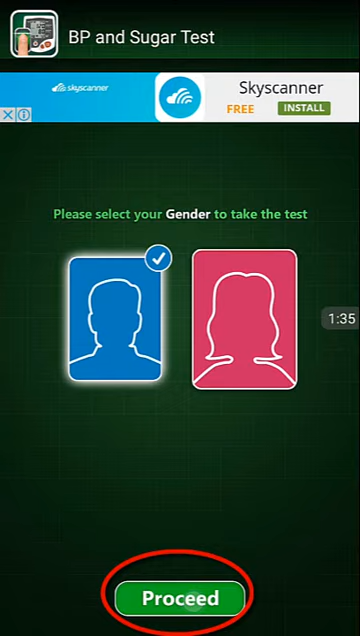 BP and Sugar Test
skyscanner
Skyscanner
FREE INSTALL
Please select your Gender to take the test
1:35
Proceed